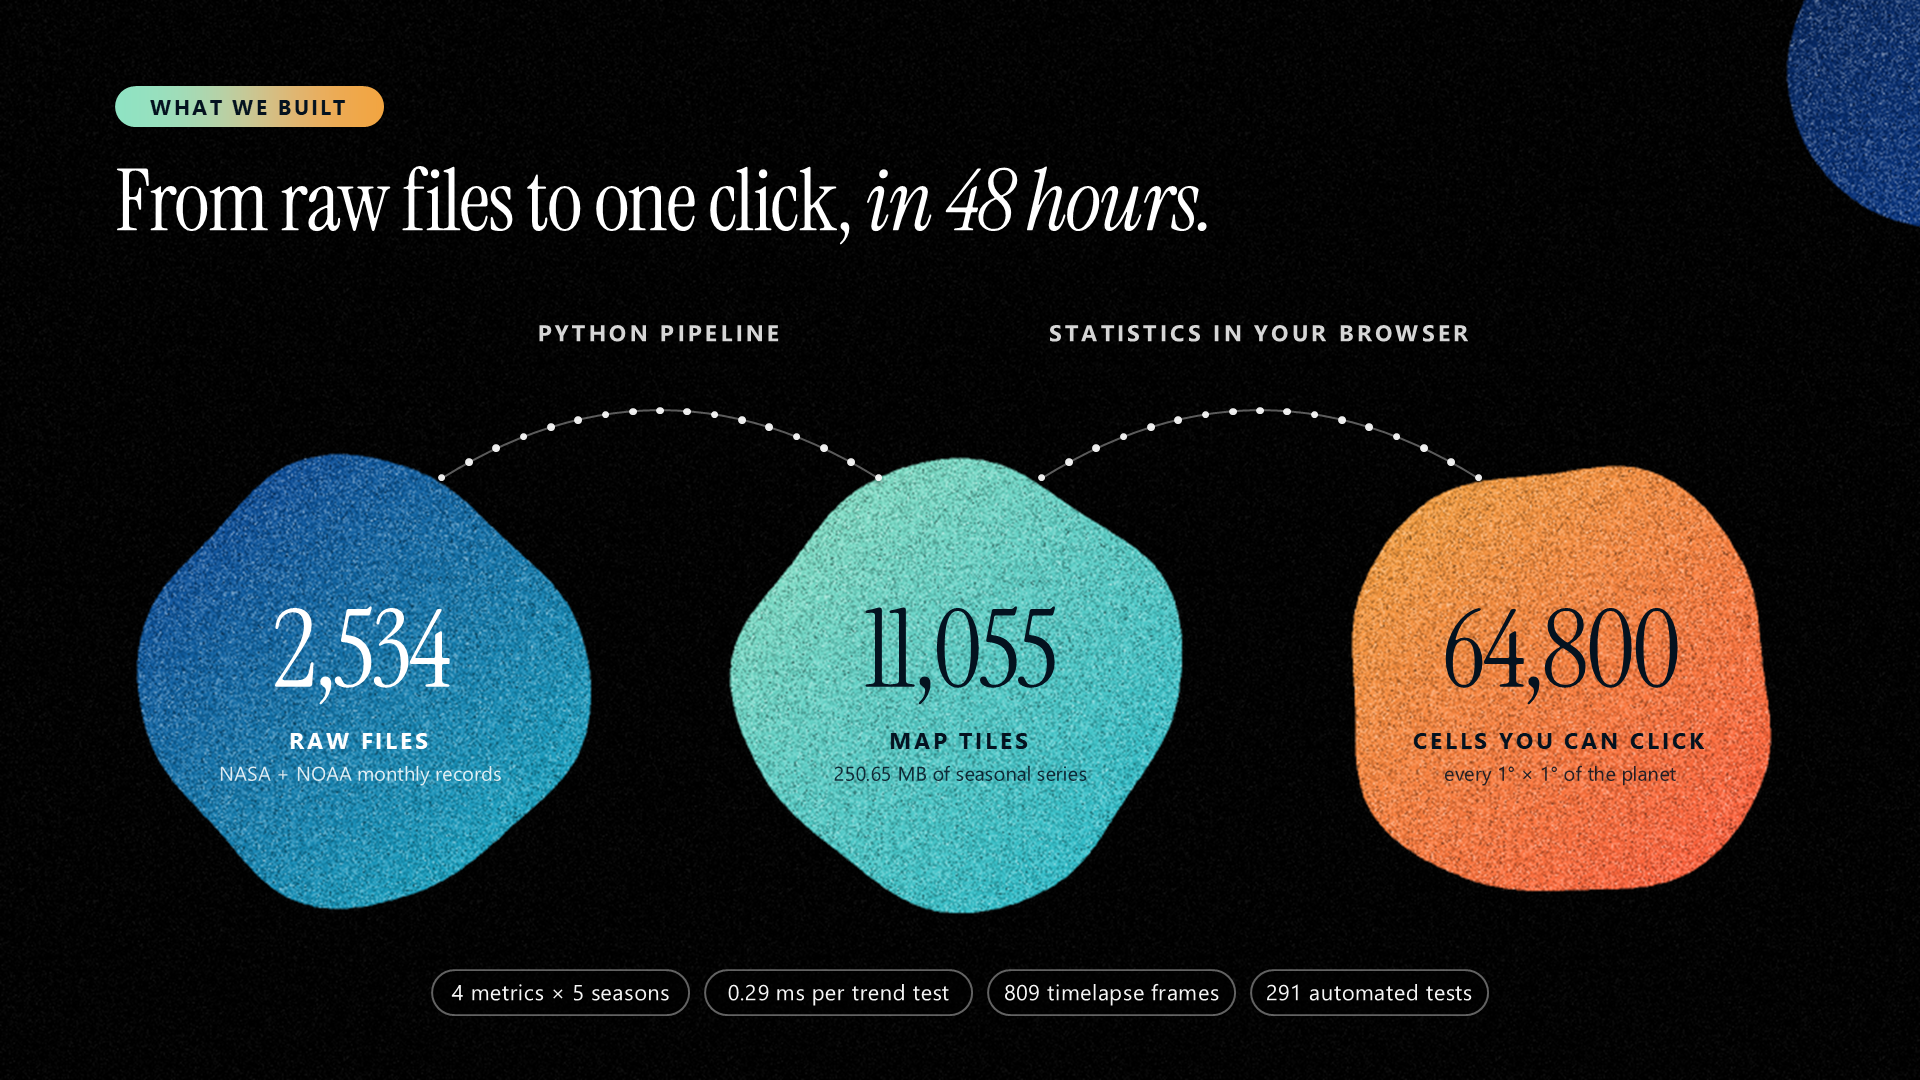 WHAT WE BUILT
From raw files to one click, in 48 hours.
PYTHON PIPELINE
STATISTICS IN YOUR BROWSER
2,534
RAW FILES
NASA + NOAA monthly records
11,055
MAP TILES
250.65 MB of seasonal series
64,800
CELLS YOU CAN CLICK
every 1° × 1° of the planet
4 metrics × 5 seasons
0.29 ms per trend test
809 timelapse frames
291 automated tests